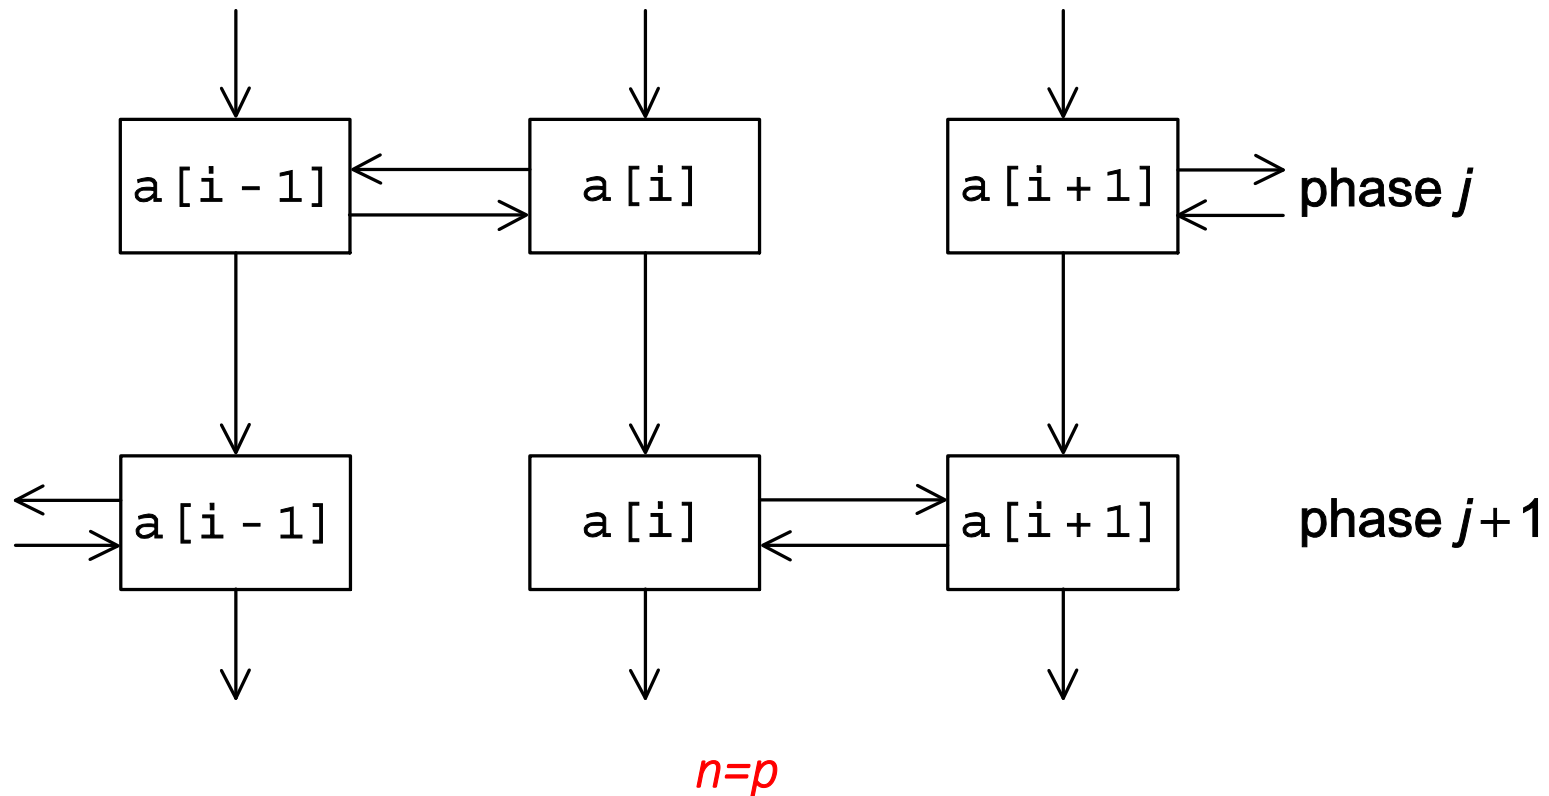 a[i-1] a[i] a[i+1] phase j
a[i-1] a[i] a[i+1] phase j+1
n=p